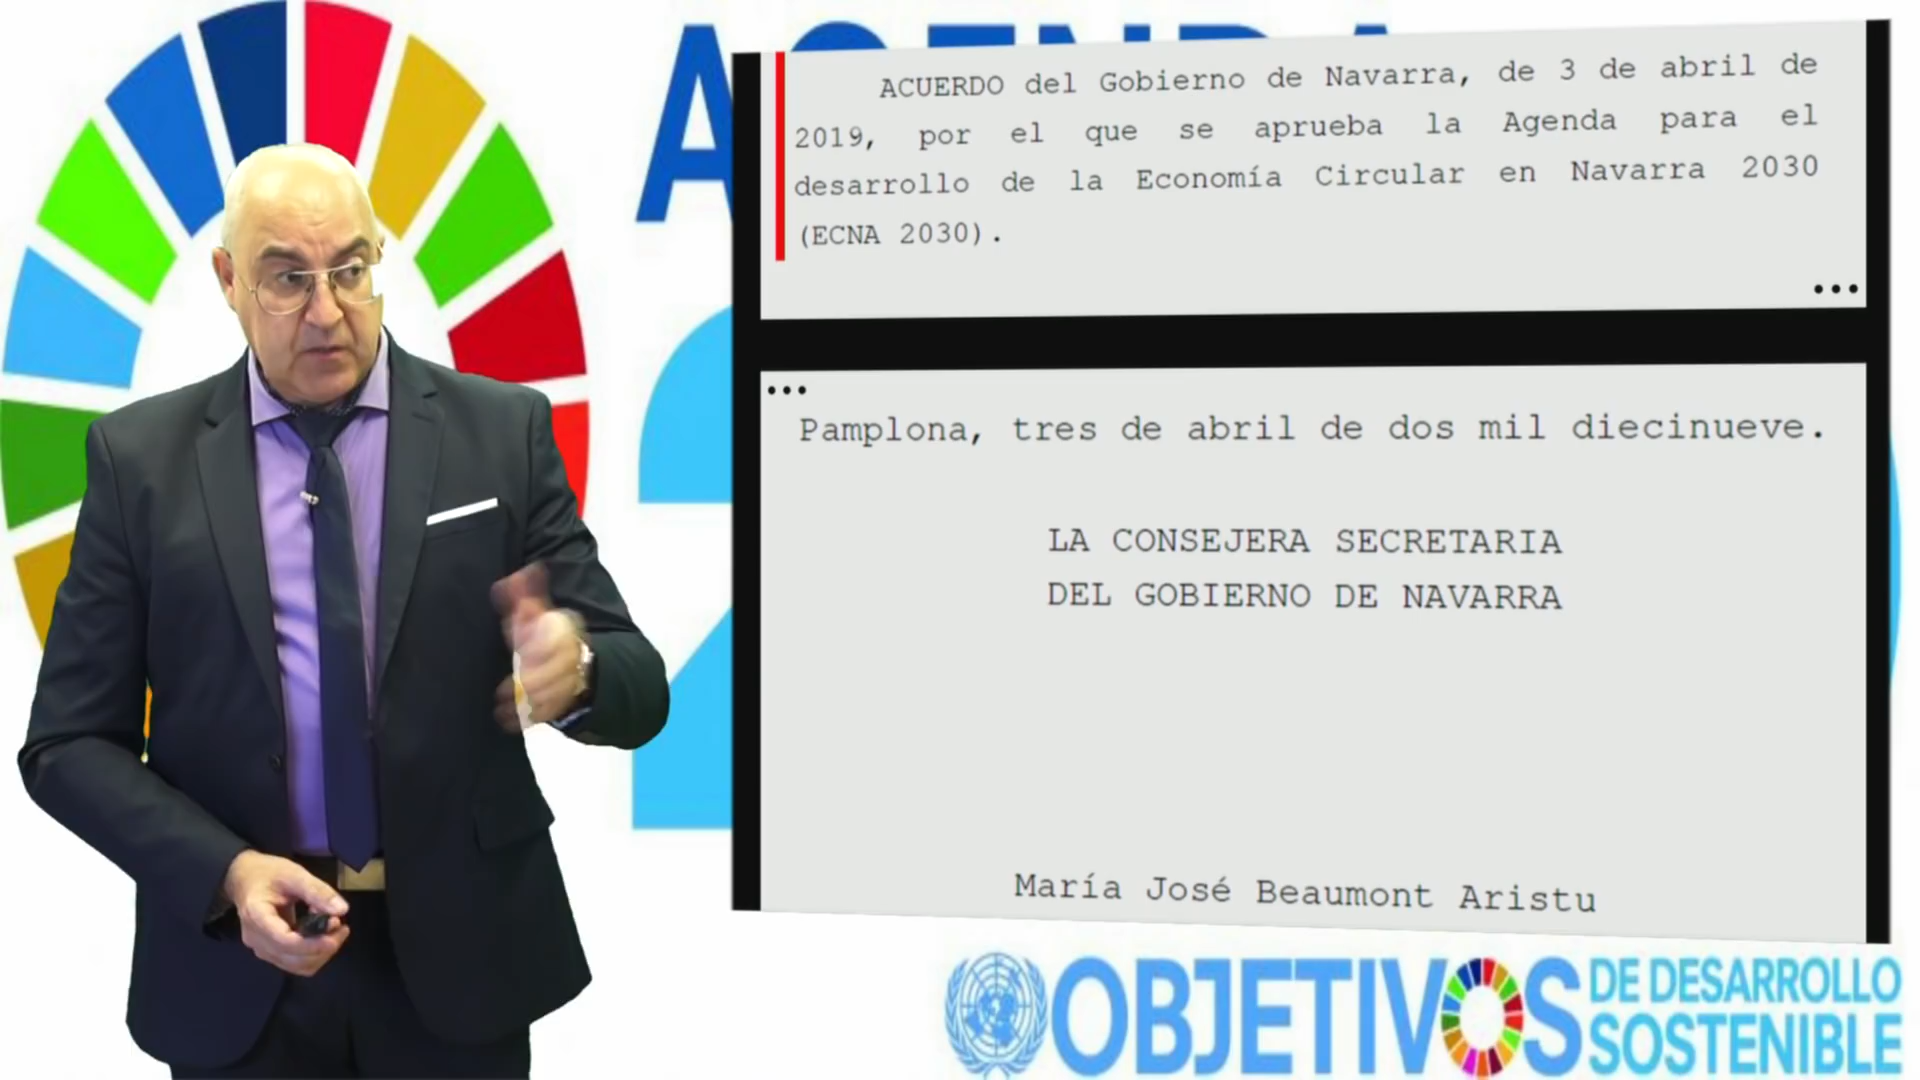 AGENDA
ACUERDO del Gobierno de Navarra, de 3 de abril de
2019, por el que se aprueba la Agenda para el
desarrollo de la Economía Circular en Navarra 2030
(ECNA 2030).
...
...
Pamplona, tres de abril de dos mil diecinueve.
LA CONSEJERA SECRETARIA
DEL GOBIERNO DE NAVARRA
María José Beaumont Aristu
OBJETIVOS
DE DESARROLLO
SOSTENIBLE